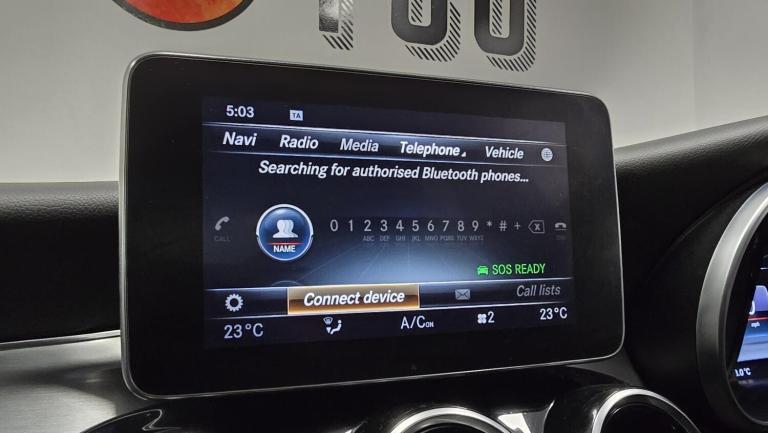 5:03 TA
Navi Radio Media Telephone Vehicle
Searching for authorised Bluetooth phones...
CALL NAME 0 1 2 3 4 5 6 7 8 9 * # + X
ABC DEF GHI JKL MNO PQRS TUV WXYZ
SOS READY
Connect device Call lists
23°C A/C ON 2 23°C
mph